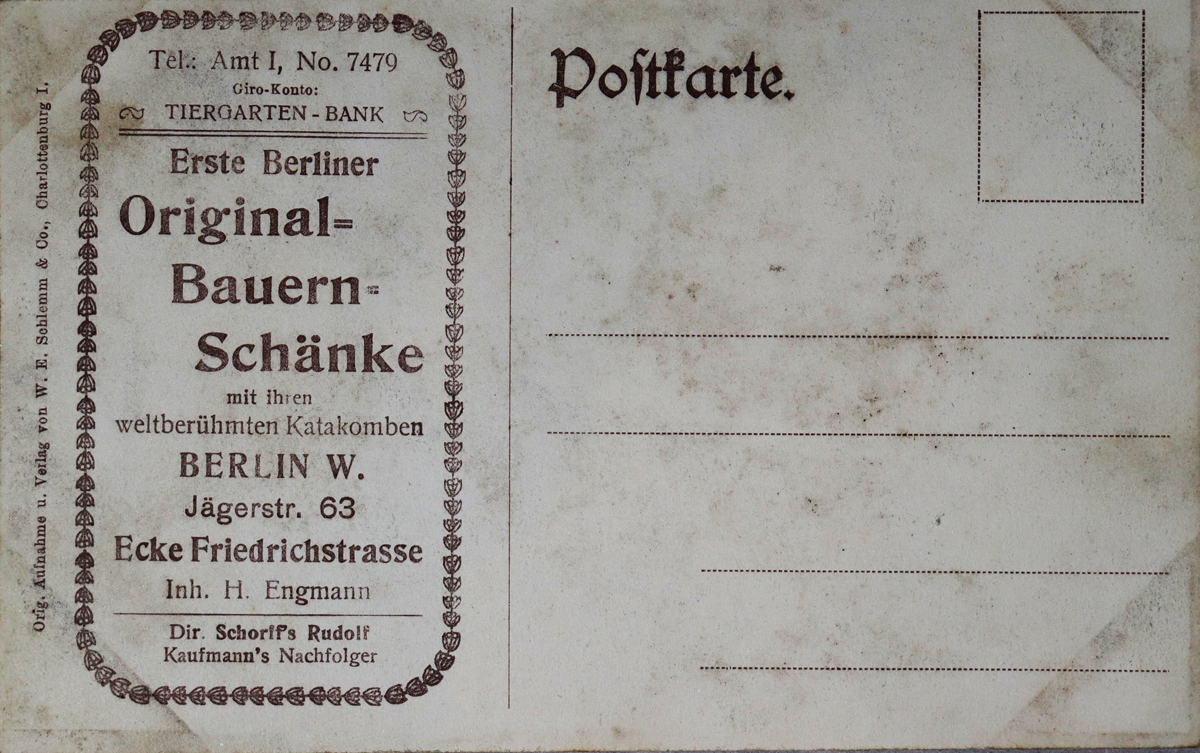 Orig. Aufnahme u. Verlag von W. E. Schlemm & Co., Charlottenburg I.
Tel.: Amt I, No. 7479
Giro-Konto:
TIERGARTEN-BANK
Erste Berliner
Original=
Bauern=
Schänke
mit ihren
weltberühmten Katakomben
BERLIN W.
Jägerstr. 63
Ecke Friedrichstrasse
Inh. H. Engmann
Dir. Schorff's Rudolf
Kaufmann's Nachfolger
Poſtkarte.